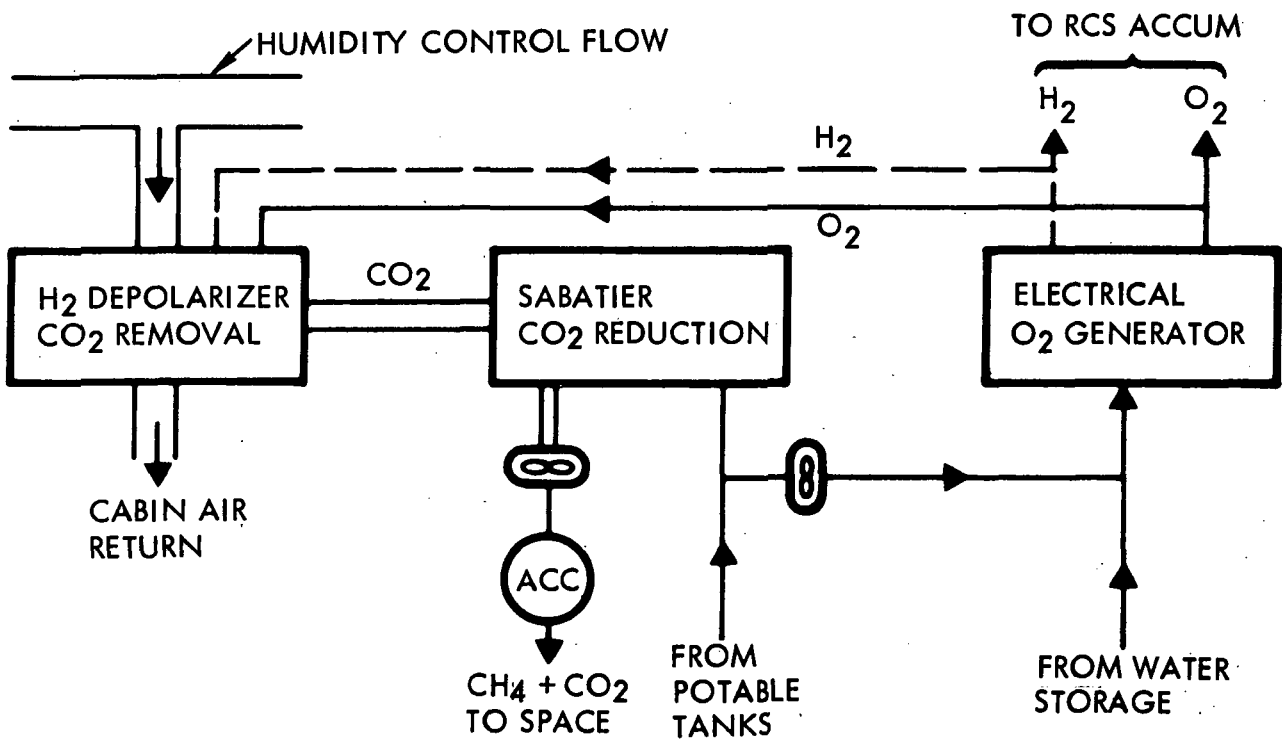 HUMIDITY CONTROL FLOW
TO RCS ACCUM
H2
O2
H2
O2
H2 DEPOLARIZER
CO2 REMOVAL
CO2
SABATIER
CO2 REDUCTION
ELECTRICAL
O2 GENERATOR
CABIN AIR
RETURN
ACC
CH4 + CO2
TO SPACE
FROM
POTABLE
TANKS
FROM WATER
STORAGE